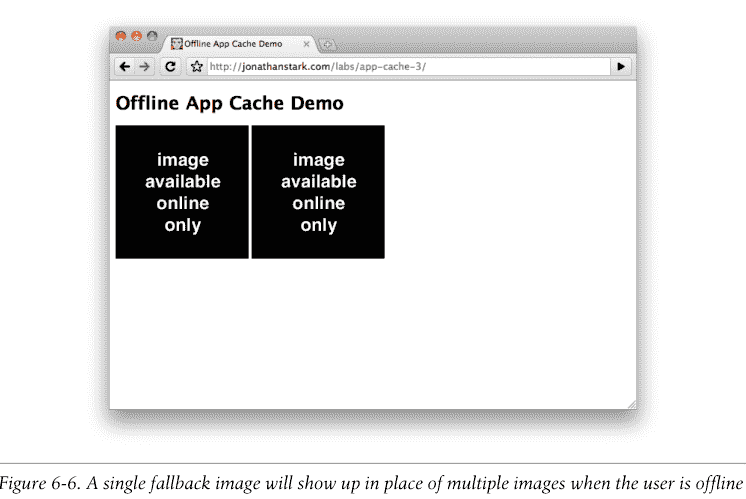 Offline App Cache Demo
http://jonathanstark.com/labs/app-cache-3/
Offline App Cache Demo
image
available
online
only
image
available
online
only
Figure 6-6. A single fallback image will show up in place of multiple images when the user is offline